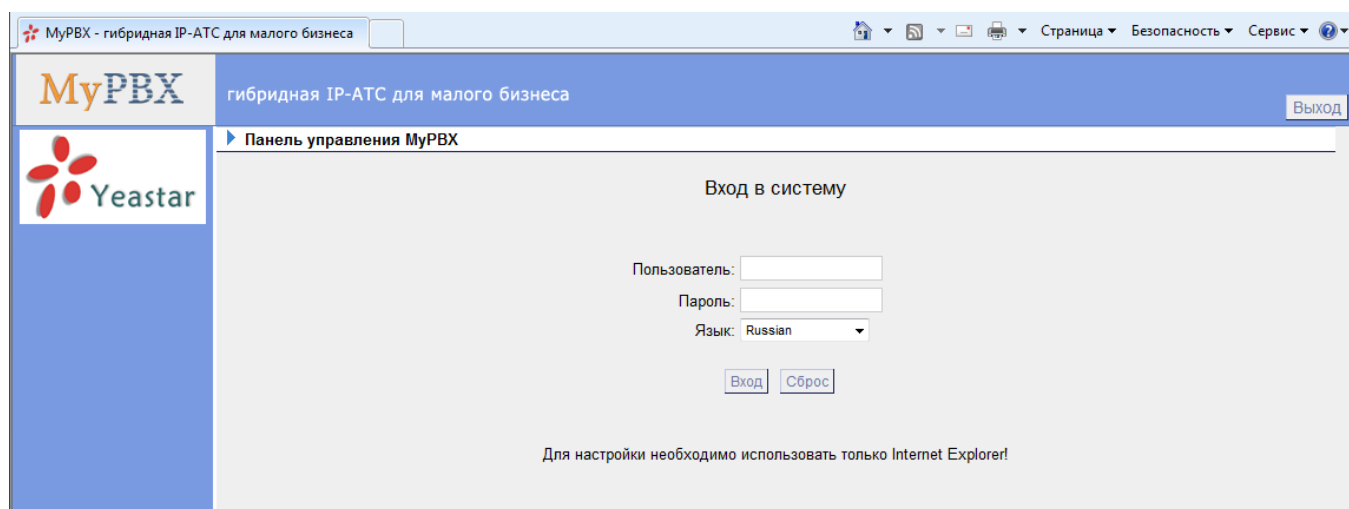 MyPBX - гибридная IP-АТС для малого бизнеса
Страница Безопасность Сервис
MyPBX
гибридная IP-АТС для малого бизнеса
Выход
Yeastar
Панель управления MyPBX
Вход в систему
Пользователь:
Пароль:
Язык: Russian
Вход Сброс
Для настройки необходимо использовать только Internet Explorer!